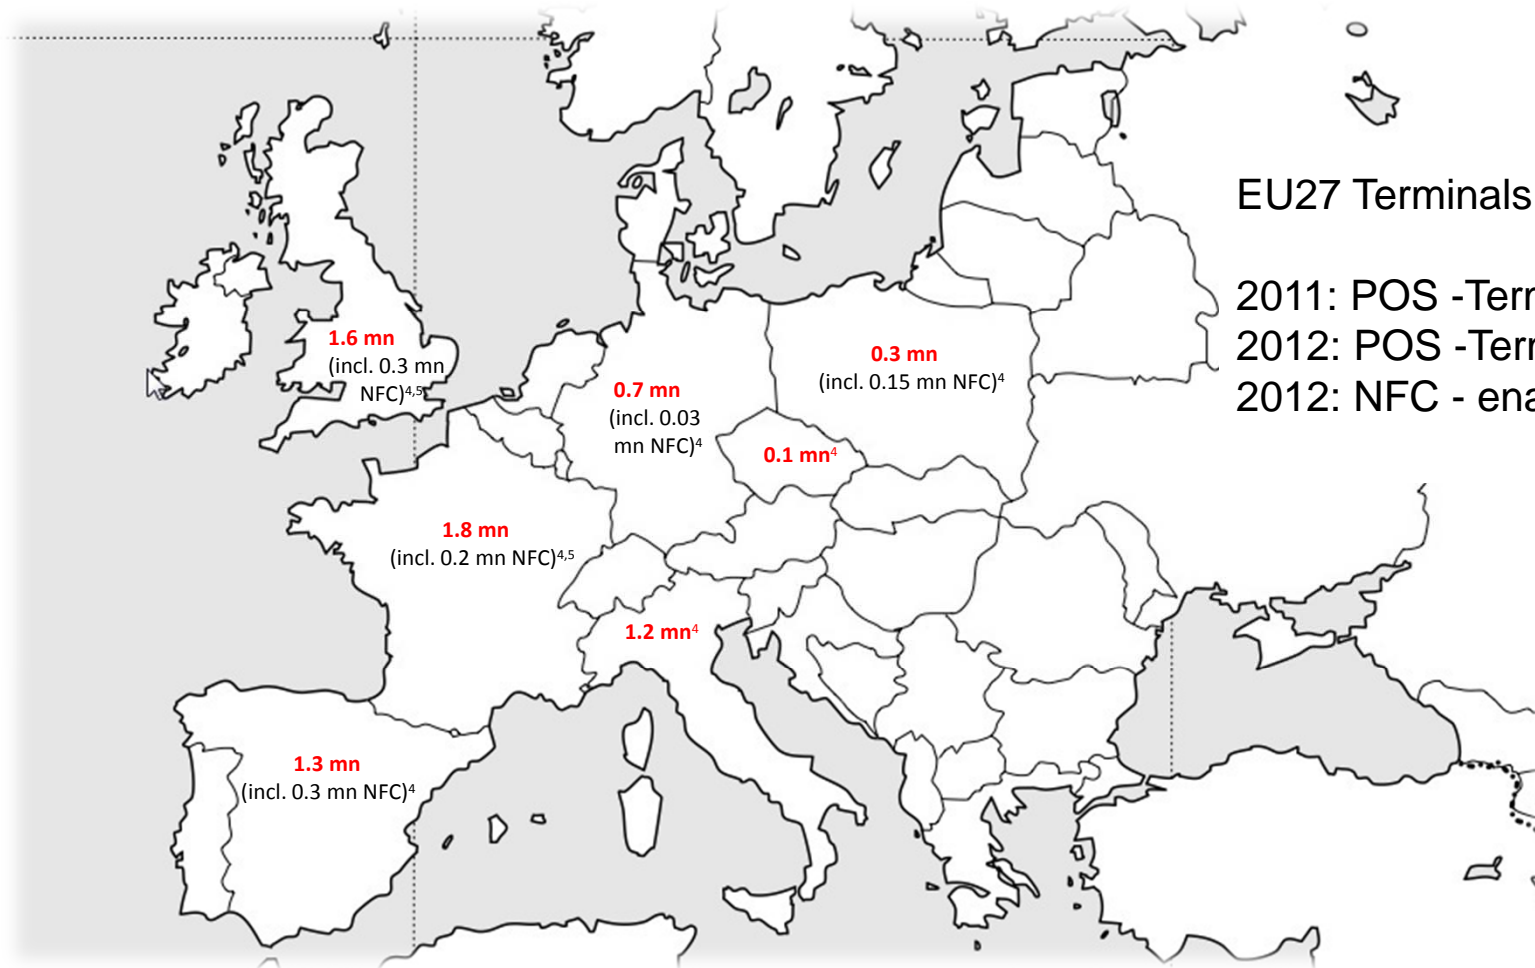 EU27 Terminals
2011: POS -Terr
2012: POS -Terr
2012: NFC - ena
1.6 mn
(incl. 0.3 mn
NFC)4,5
0.7 mn
(incl. 0.03
mn NFC)4
0.3 mn
(incl. 0.15 mn NFC)4
0.1 mn4
1.8 mn
(incl. 0.2 mn NFC)4,5
1.2 mn4
1.3 mn
(incl. 0.3 mn NFC)4